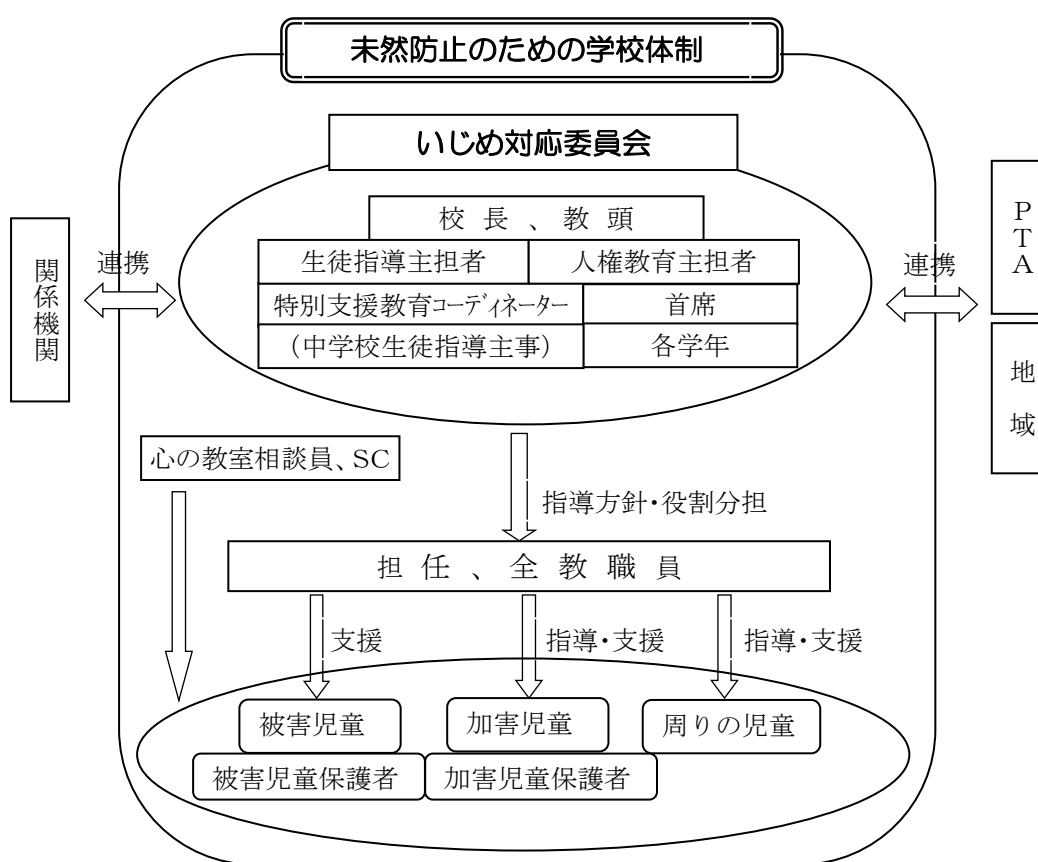 未然防止のための学校体制
いじめ対応委員会
校長、教頭
生徒指導主担者
人権教育主担者
特別支援教育コーディネーター
首席
(中学校生徒指導主事)
各学年
関係機関
連携
連携
PTA
地域
心の教室相談員、SC
指導方針・役割分担
担任、全教職員
支援
指導・支援
指導・支援
被害児童
加害児童
周りの児童
被害児童保護者
加害児童保護者